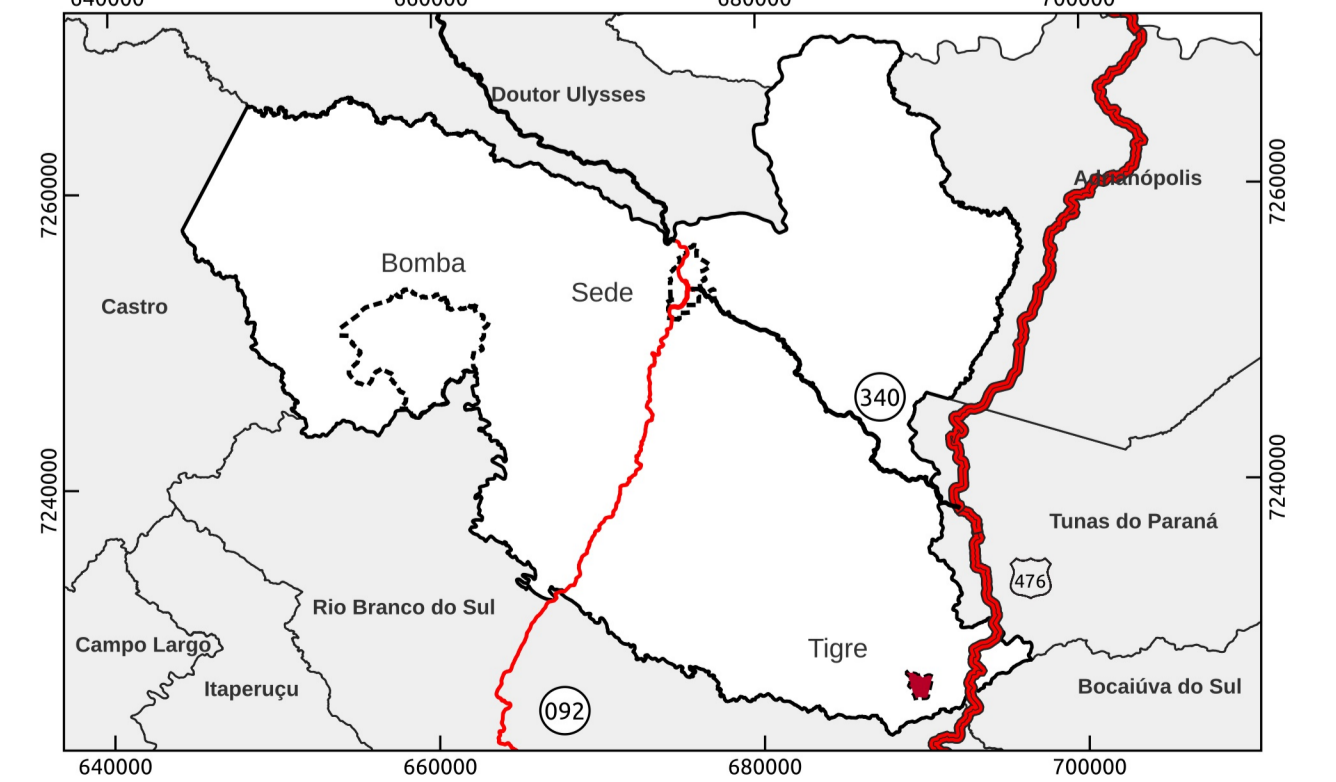 640000 660000 680000 700000
Doutor Ulysses
7260000
Adrianópolis
7260000
Bomba
Sede
Castro
340
7240000
7240000
Tunas do Paraná
476
Rio Branco do Sul
Campo Largo
Tigre
Itaperuçu
Bocaiúva do Sul
092
640000 660000 680000 700000